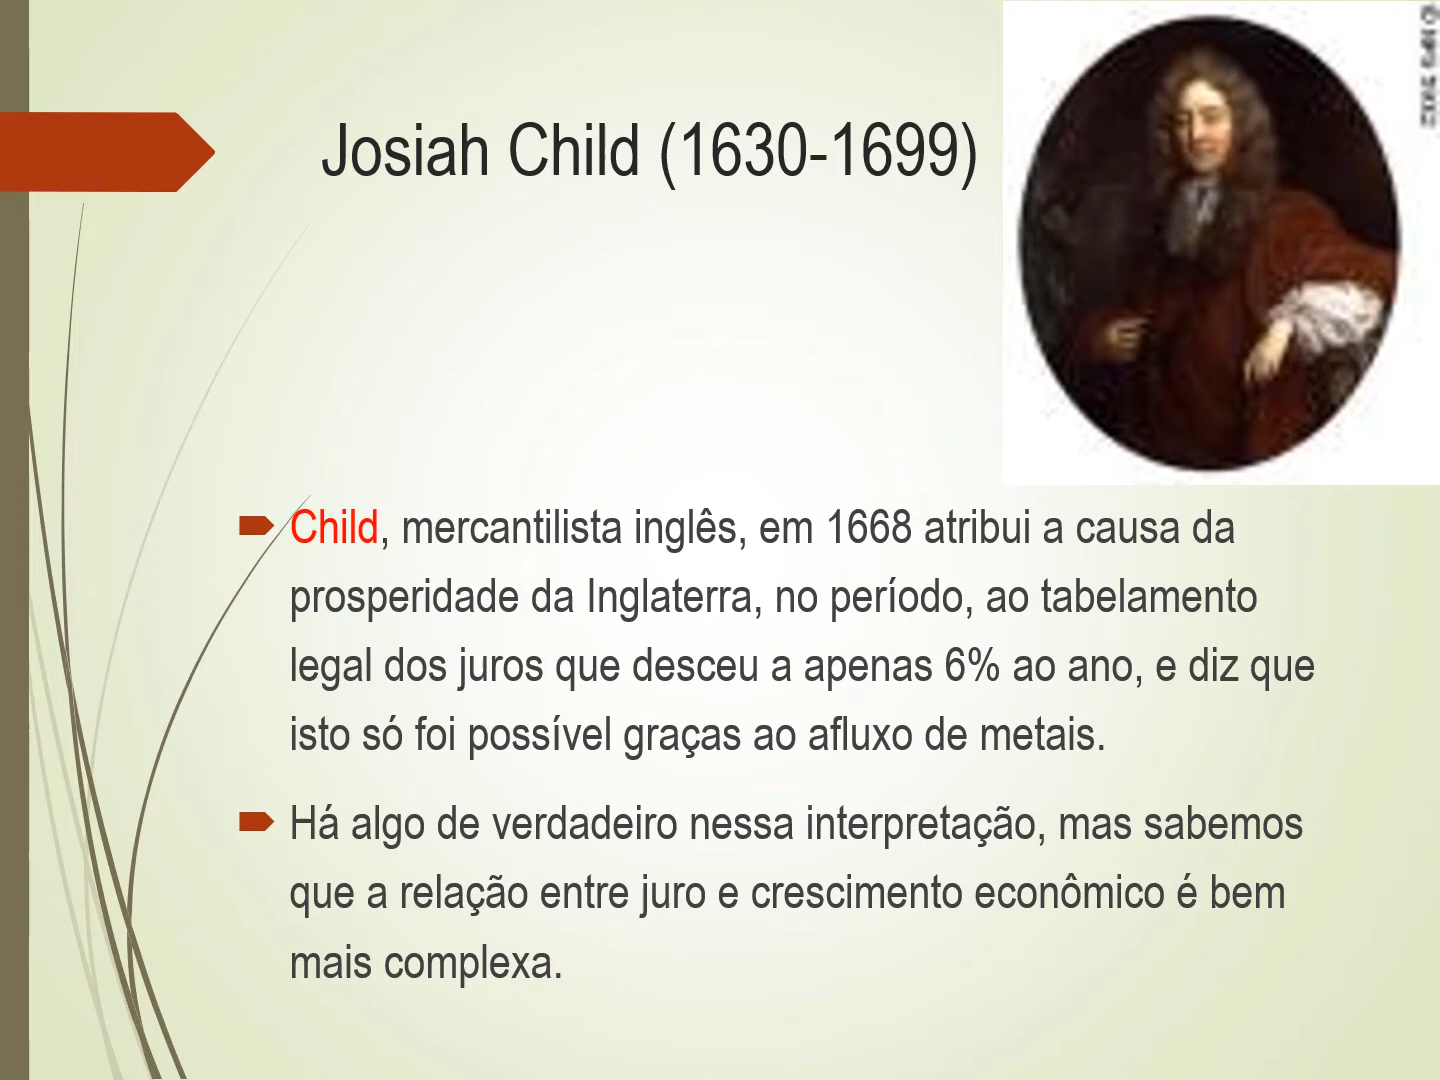 Josiah Child (1630-1699)
Child, mercantilista inglês, em 1668 atribui a causa da
prosperidade da Inglaterra, no período, ao tabelamento
legal dos juros que desceu a apenas 6% ao ano, e diz que
isto só foi possível graças ao afluxo de metais.
Há algo de verdadeiro nessa interpretação, mas sabemos
que a relação entre juro e crescimento econômico é bem
mais complexa.